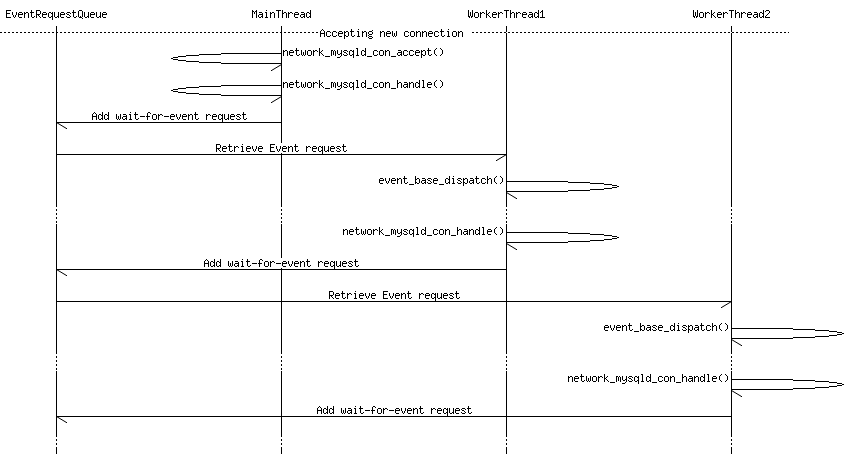 EventRequestQueue MainThread WorkerThread1 WorkerThread2
Accepting new connection
network_mysqld_con_accept()
network_mysqld_con_handle()
Add wait-for-event request
Retrieve Event request
event_base_dispatch()
network_mysqld_con_handle()
Add wait-for-event request
Retrieve Event request
event_base_dispatch()
network_mysqld_con_handle()
Add wait-for-event request